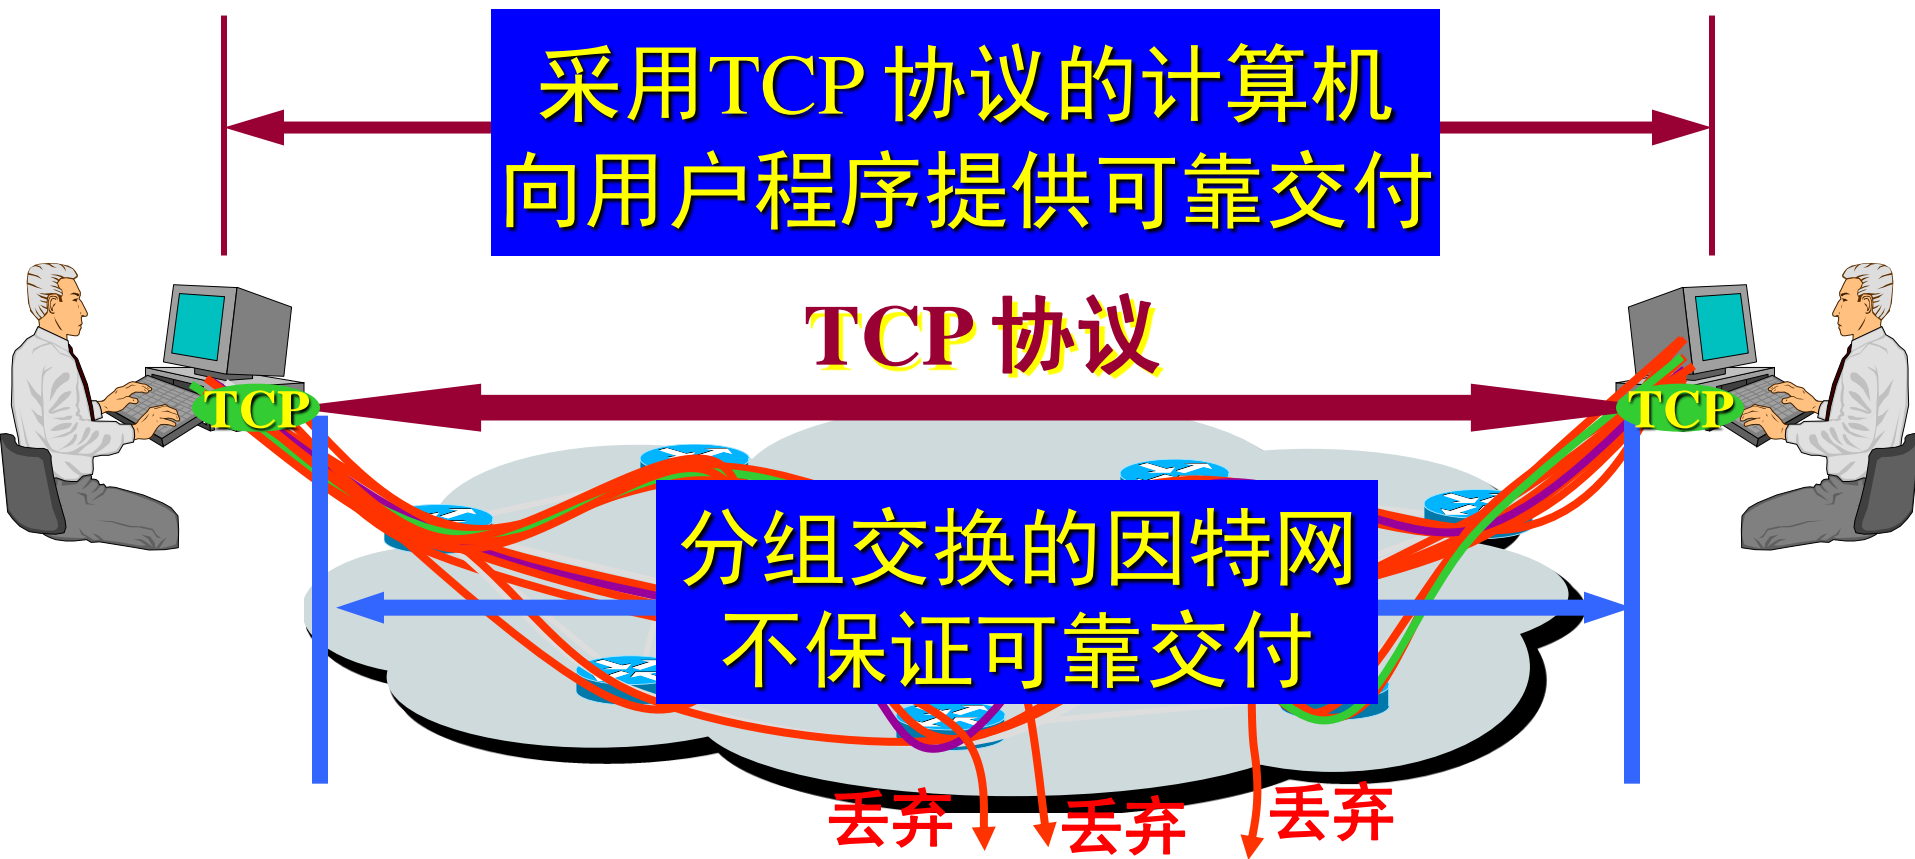 采用TCP 协议的计算机
向用户程序提供可靠交付
TCP 协议
TCP
TCP
分组交换的因特网
不保证可靠交付
丢弃
丢弃
丢弃